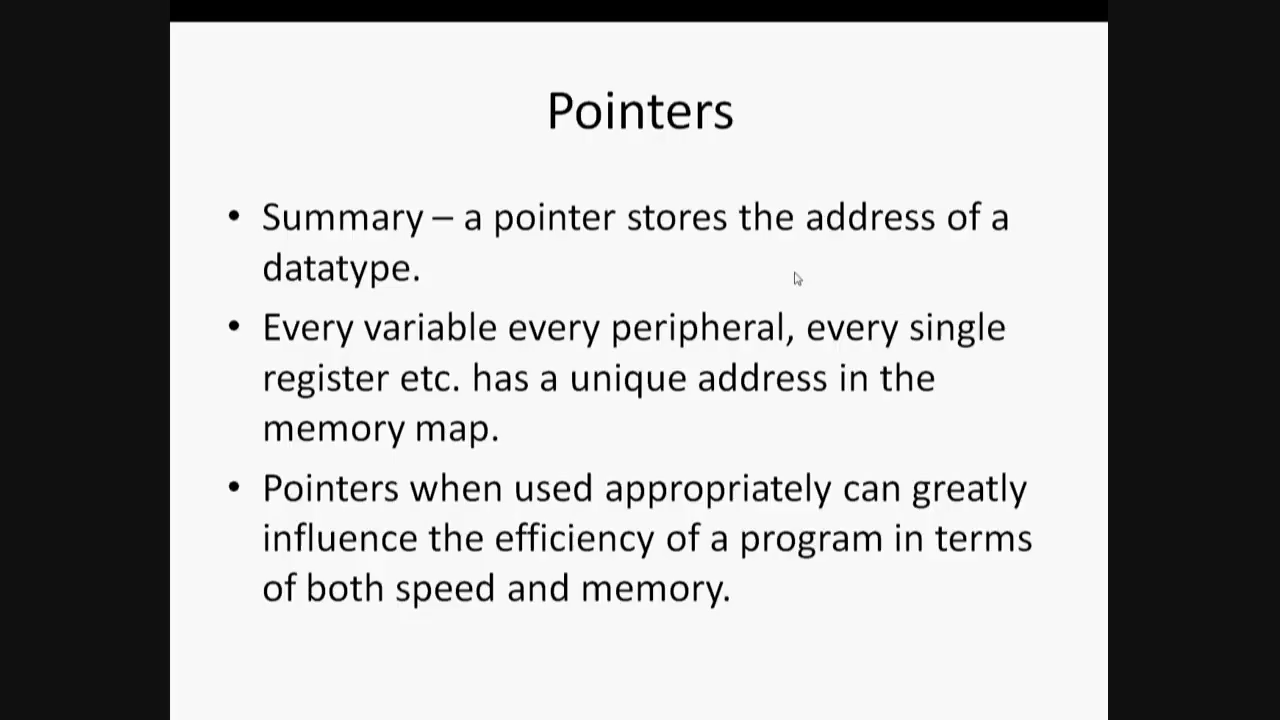 Pointers
• Summary – a pointer stores the address of a
datatype.
• Every variable every peripheral, every single
register etc. has a unique address in the
memory map.
• Pointers when used appropriately can greatly
influence the efficiency of a program in terms
of both speed and memory.